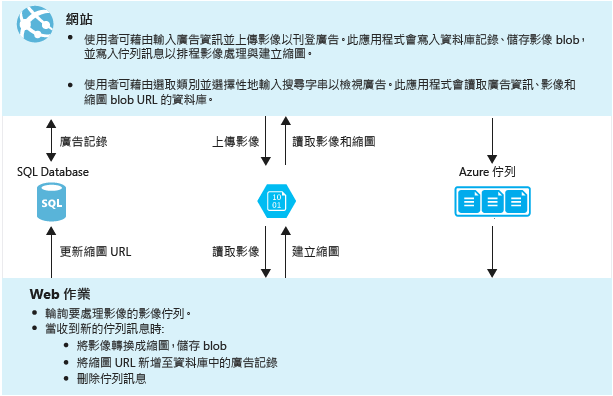 網站
• 使用者可藉由輸入廣告資訊並上傳影像以刊登廣告。此應用程式會寫入資料庫記錄、儲存影像 blob，
並寫入佇列訊息以排程影像處理與建立縮圖。
• 使用者可藉由選取類別並選擇性地輸入搜尋字串以檢視廣告。此應用程式會讀取廣告資訊、影像和
縮圖 blob URL 的資料庫。
廣告記錄
上傳影像
讀取影像和縮圖
SQL Database
Azure 佇列
SQL
10
01
更新縮圖 URL
讀取影像
建立縮圖
Web 作業
• 輪詢要處理影像的影像佇列。
• 當收到新的佇列訊息時:
• 將影像轉換成縮圖，儲存 blob
• 將縮圖 URL 新增至資料庫中的廣告記錄
• 刪除佇列訊息